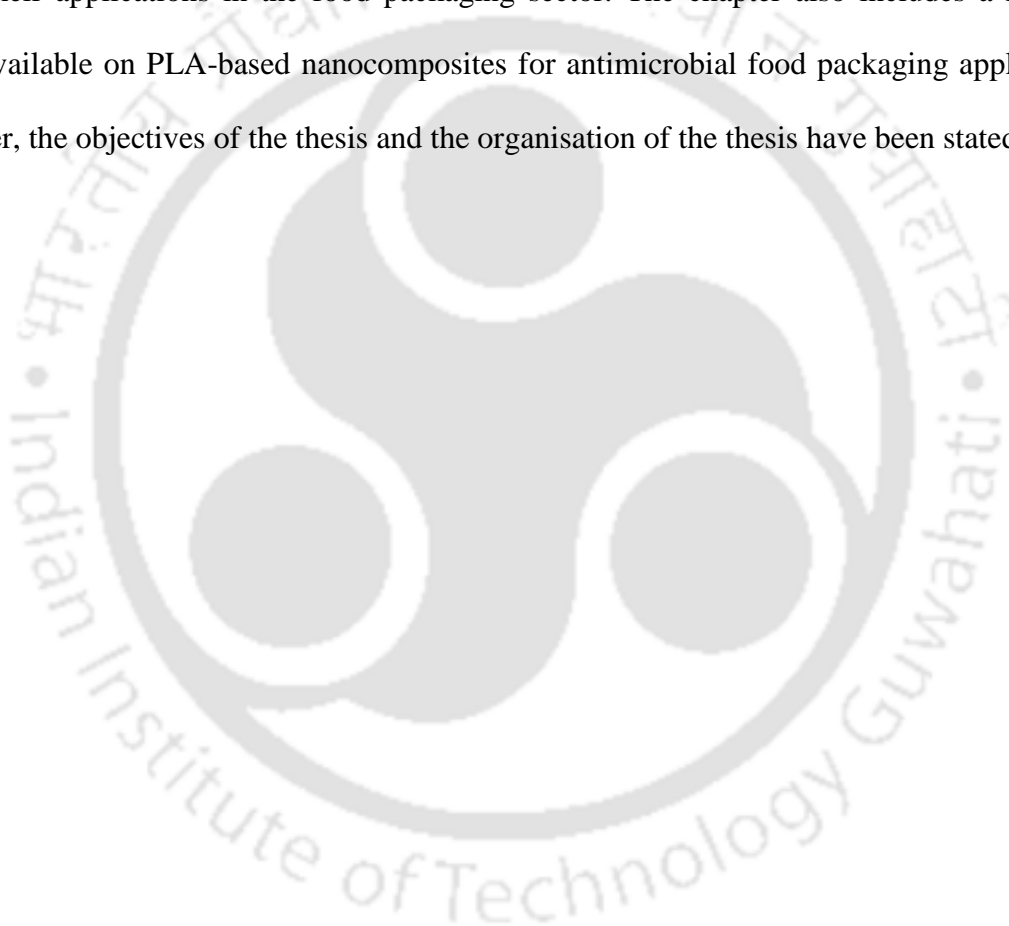 their applications in the food packaging sector. The chapter also includes a
available on PLA-based nanocomposites for antimicrobial food packaging appl
er, the objectives of the thesis and the organisation of the thesis have been stated
Indian Institute of Technology Guwahati